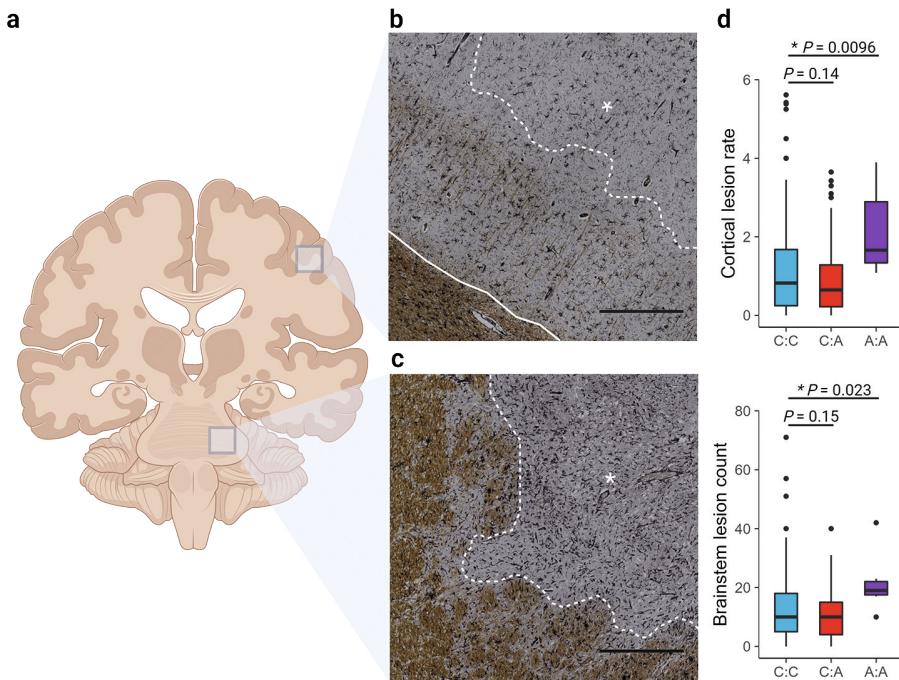 a
b
*
c
*
d
* P = 0.0096
P = 0.14
Cortical lesion rate
6
4
2
0
C:C C:A A:A
* P = 0.023
P = 0.15
Brainstem lesion count
80
60
40
20
0
C:C C:A A:A